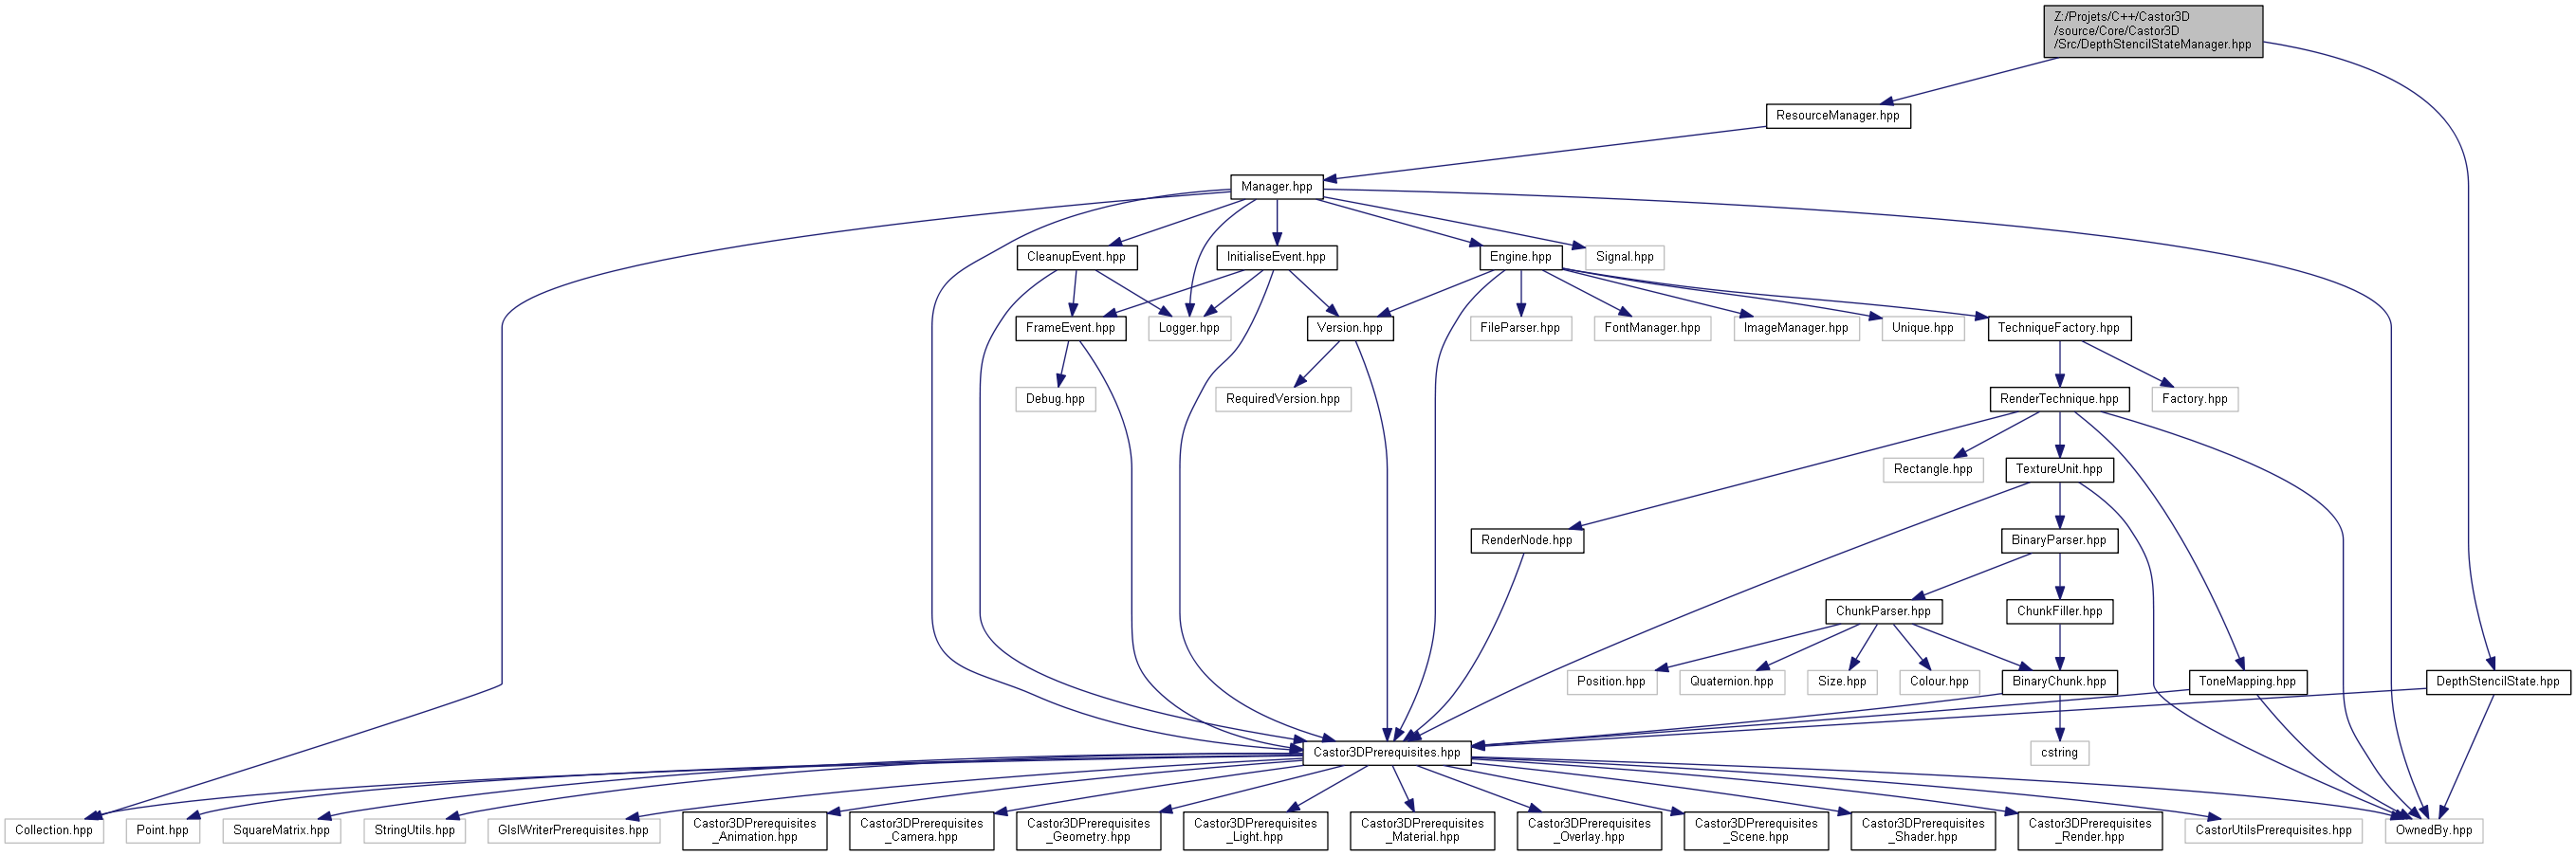 Z:/Projets/C++/Castor3D
/source/Core/Castor3D
/Src/DepthStencilStateManager.hpp
ResourceManager.hpp
Manager.hpp
CleanupEvent.hpp
InitialiseEvent.hpp
Engine.hpp
Signal.hpp
FrameEvent.hpp
Logger.hpp
Version.hpp
FileParser.hpp
FontManager.hpp
ImageManager.hpp
Unique.hpp
TechniqueFactory.hpp
Debug.hpp
RequiredVersion.hpp
RenderTechnique.hpp
Factory.hpp
Rectangle.hpp
TextureUnit.hpp
RenderNode.hpp
BinaryParser.hpp
ChunkParser.hpp
ChunkFiller.hpp
Position.hpp
Quaternion.hpp
Size.hpp
Colour.hpp
BinaryChunk.hpp
ToneMapping.hpp
DepthStencilState.hpp
Castor3DPrerequisites.hpp
cstring
Collection.hpp
Point.hpp
SquareMatrix.hpp
StringUtils.hpp
GlslWriterPrerequisites.hpp
Castor3DPrerequisites
_Animation.hpp
Castor3DPrerequisites
_Camera.hpp
Castor3DPrerequisites
_Geometry.hpp
Castor3DPrerequisites
_Light.hpp
Castor3DPrerequisites
_Material.hpp
Castor3DPrerequisites
_Overlay.hpp
Castor3DPrerequisites
_Scene.hpp
Castor3DPrerequisites
_Shader.hpp
Castor3DPrerequisites
_Render.hpp
CastorUtilsPrerequisites.hpp
OwnedBy.hpp